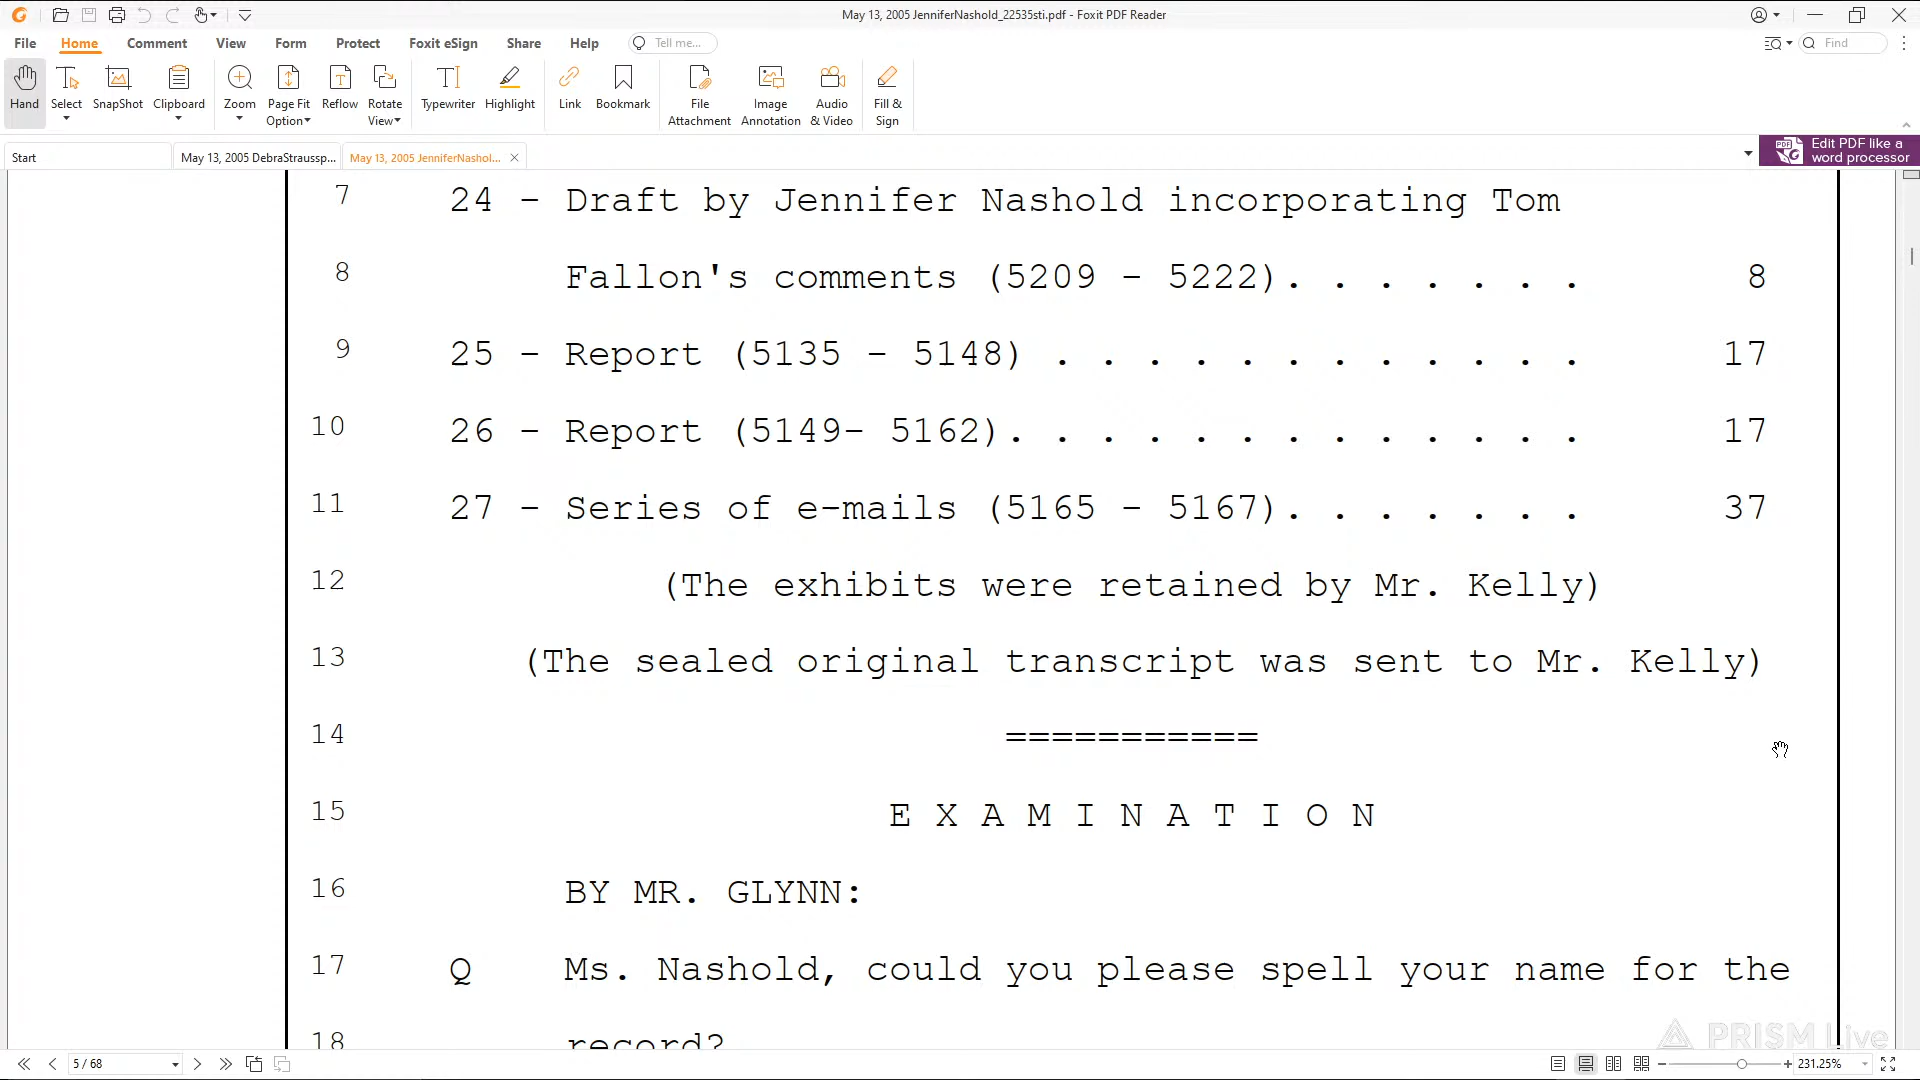 May 13, 2005 JenniferNashold_22535sti.pdf - Foxit PDF Reader
File Home Comment View Form Protect Foxit eSign Share Help Tell me... Find
Hand Select SnapShot Clipboard Zoom Page Fit Option Reflow Rotate View Typewriter Highlight Link Bookmark File Attachment Image Annotation Audio & Video Fill & Sign
Start May 13, 2005 DebraStraussp... May 13, 2005 JenniferNashol...
Edit PDF like a
word processor
7 24 - Draft by Jennifer Nashold incorporating Tom
8 Fallon's comments (5209 - 5222). . . . . . . 8
9 25 - Report (5135 - 5148) . . . . . . . . . . . . 17
10 26 - Report (5149- 5162). . . . . . . . . . . . . 17
11 27 - Series of e-mails (5165 - 5167). . . . . . . 37
12 (The exhibits were retained by Mr. Kelly)
13 (The sealed original transcript was sent to Mr. Kelly)
14 ===========
15 E X A M I N A T I O N
16 BY MR. GLYNN:
17 Q Ms. Nashold, could you please spell your name for the
18 record?
PRISM Live
5 / 68 231.25%